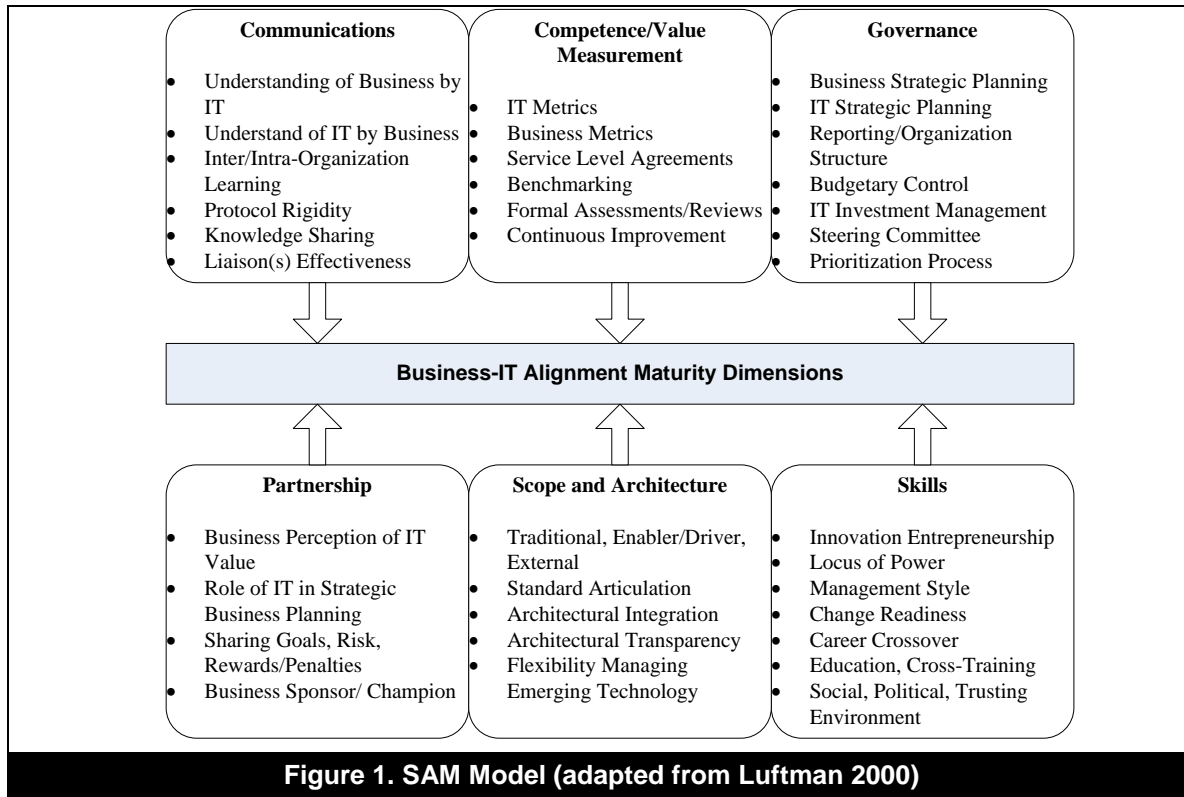 Communications
• Understanding of Business by
IT
• Understand of IT by Business
• Inter/Intra-Organization
Learning
• Protocol Rigidity
• Knowledge Sharing
• Liaison(s) Effectiveness
Competence/Value
Measurement
• IT Metrics
• Business Metrics
• Service Level Agreements
• Benchmarking
• Formal Assessments/Reviews
• Continuous Improvement
Governance
• Business Strategic Planning
• IT Strategic Planning
• Reporting/Organization
Structure
• Budgetary Control
• IT Investment Management
• Steering Committee
• Prioritization Process
Business-IT Alignment Maturity Dimensions
Partnership
• Business Perception of IT
Value
• Role of IT in Strategic
Business Planning
• Sharing Goals, Risk,
Rewards/Penalties
• Business Sponsor/ Champion
Scope and Architecture
• Traditional, Enabler/Driver,
External
• Standard Articulation
• Architectural Integration
• Architectural Transparency
• Flexibility Managing
Emerging Technology
Skills
• Innovation Entrepreneurship
• Locus of Power
• Management Style
• Change Readiness
• Career Crossover
• Education, Cross-Training
• Social, Political, Trusting
Environment
Figure 1. SAM Model (adapted from Luftman 2000)